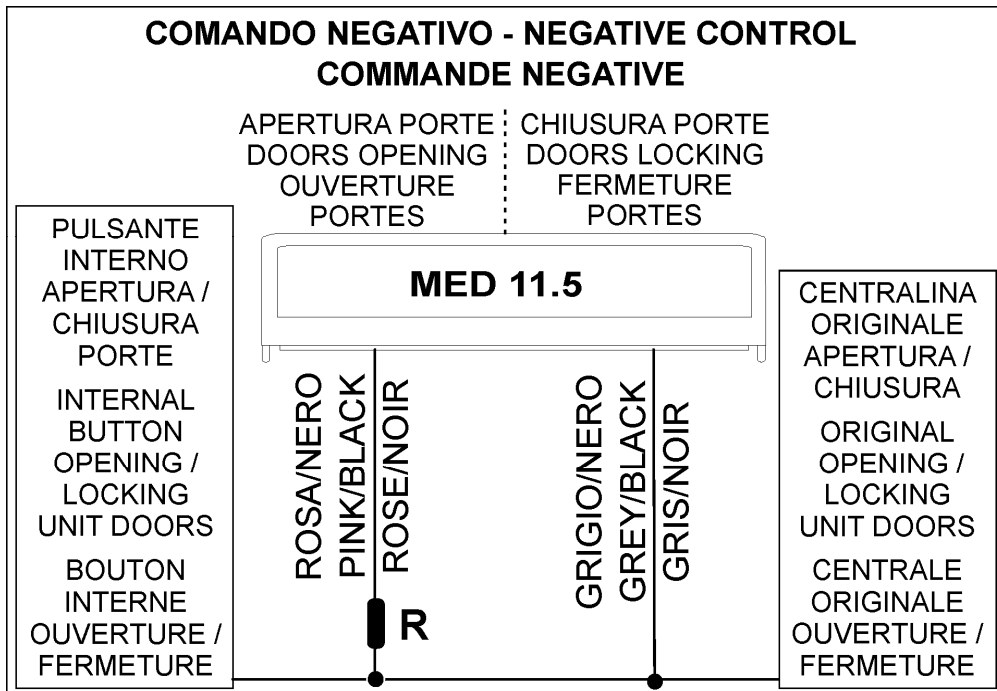 COMANDO NEGATIVO - NEGATIVE CONTROL
COMMANDE NEGATIVE
APERTURA PORTE
DOORS OPENING
OUVERTURE
PORTES
CHIUSURA PORTE
DOORS LOCKING
FERMETURE
PORTES
PULSANTE
INTERNO
APERTURA /
CHIUSURA
PORTE
INTERNAL
BUTTON
OPENING /
LOCKING
UNIT DOORS
BOUTON
INTERNE
OUVERTURE /
FERMETURE
MED 11.5
ROSA/NERO
PINK/BLACK
ROSE/NOIR
R
GRIGIO/NERO
GREY/BLACK
GRIS/NOIR
CENTRALINA
ORIGINALE
APERTURA /
CHIUSURA
ORIGINAL
OPENING /
LOCKING
UNIT DOORS
CENTRALE
ORIGINALE
OUVERTURE /
FERMETURE